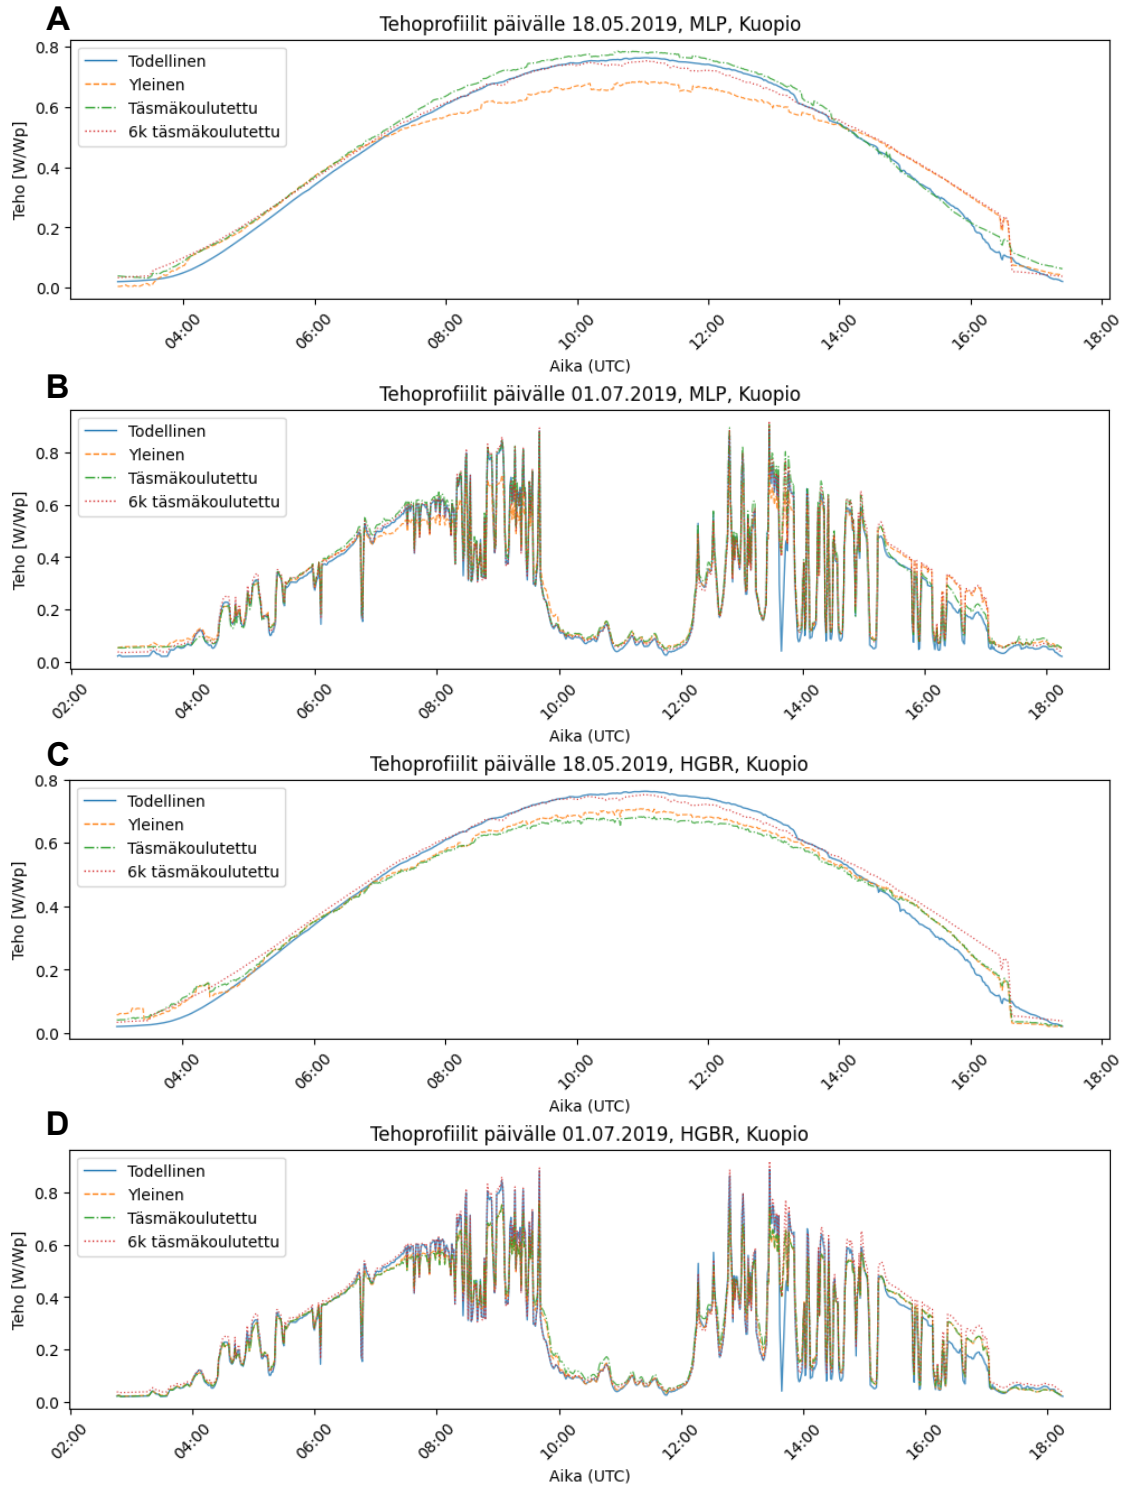 A
Tehoprofiilit päivälle 18.05.2019, MLP, Kuopio
Todellinen
Yleinen
Täsmäkoulutettu
6k täsmäkoulutettu
Teho [W/Wp]
0.8
0.6
0.4
0.2
0.0
04:00 06:00 08:00 10:00 12:00 14:00 16:00 18:00
Aika (UTC)
B
Tehoprofiilit päivälle 01.07.2019, MLP, Kuopio
Todellinen
Yleinen
Täsmäkoulutettu
6k täsmäkoulutettu
Teho [W/Wp]
0.8
0.6
0.4
0.2
0.0
02:00 04:00 06:00 08:00 10:00 12:00 14:00 16:00 18:00
Aika (UTC)
C
Tehoprofiilit päivälle 18.05.2019, HGBR, Kuopio
Todellinen
Yleinen
Täsmäkoulutettu
6k täsmäkoulutettu
Teho [W/Wp]
0.8
0.6
0.4
0.2
0.0
04:00 06:00 08:00 10:00 12:00 14:00 16:00 18:00
Aika (UTC)
D
Tehoprofiilit päivälle 01.07.2019, HGBR, Kuopio
Todellinen
Yleinen
Täsmäkoulutettu
6k täsmäkoulutettu
Teho [W/Wp]
0.8
0.6
0.4
0.2
0.0
02:00 04:00 06:00 08:00 10:00 12:00 14:00 16:00 18:00
Aika (UTC)